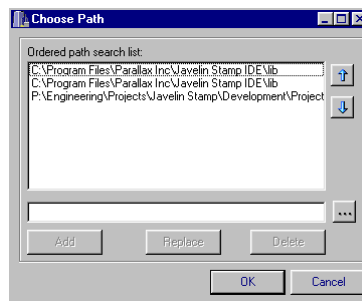 Choose Path
Ordered path search list:
C:\Program Files\Parallax Inc\Javelin Stamp IDE\lib
C:\Program Files\Parallax Inc\Javelin Stamp IDE\lib
P:\Engineering\Projects\Javelin Stamp\Development\Project
...
Add Replace Delete
OK Cancel